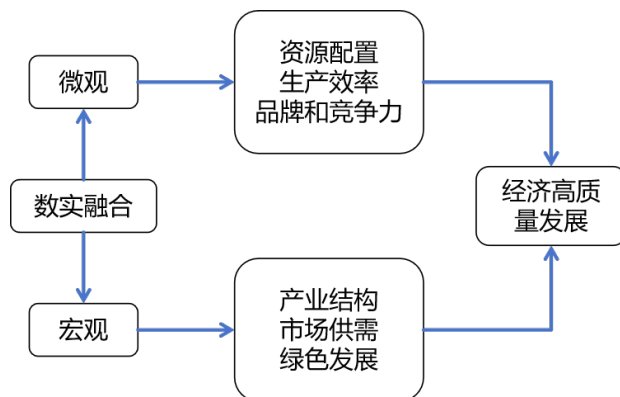 微观
资源配置
生产效率
品牌和竞争力
数实融合
经济高质
量发展
宏观
产业结构
市场供需
绿色发展